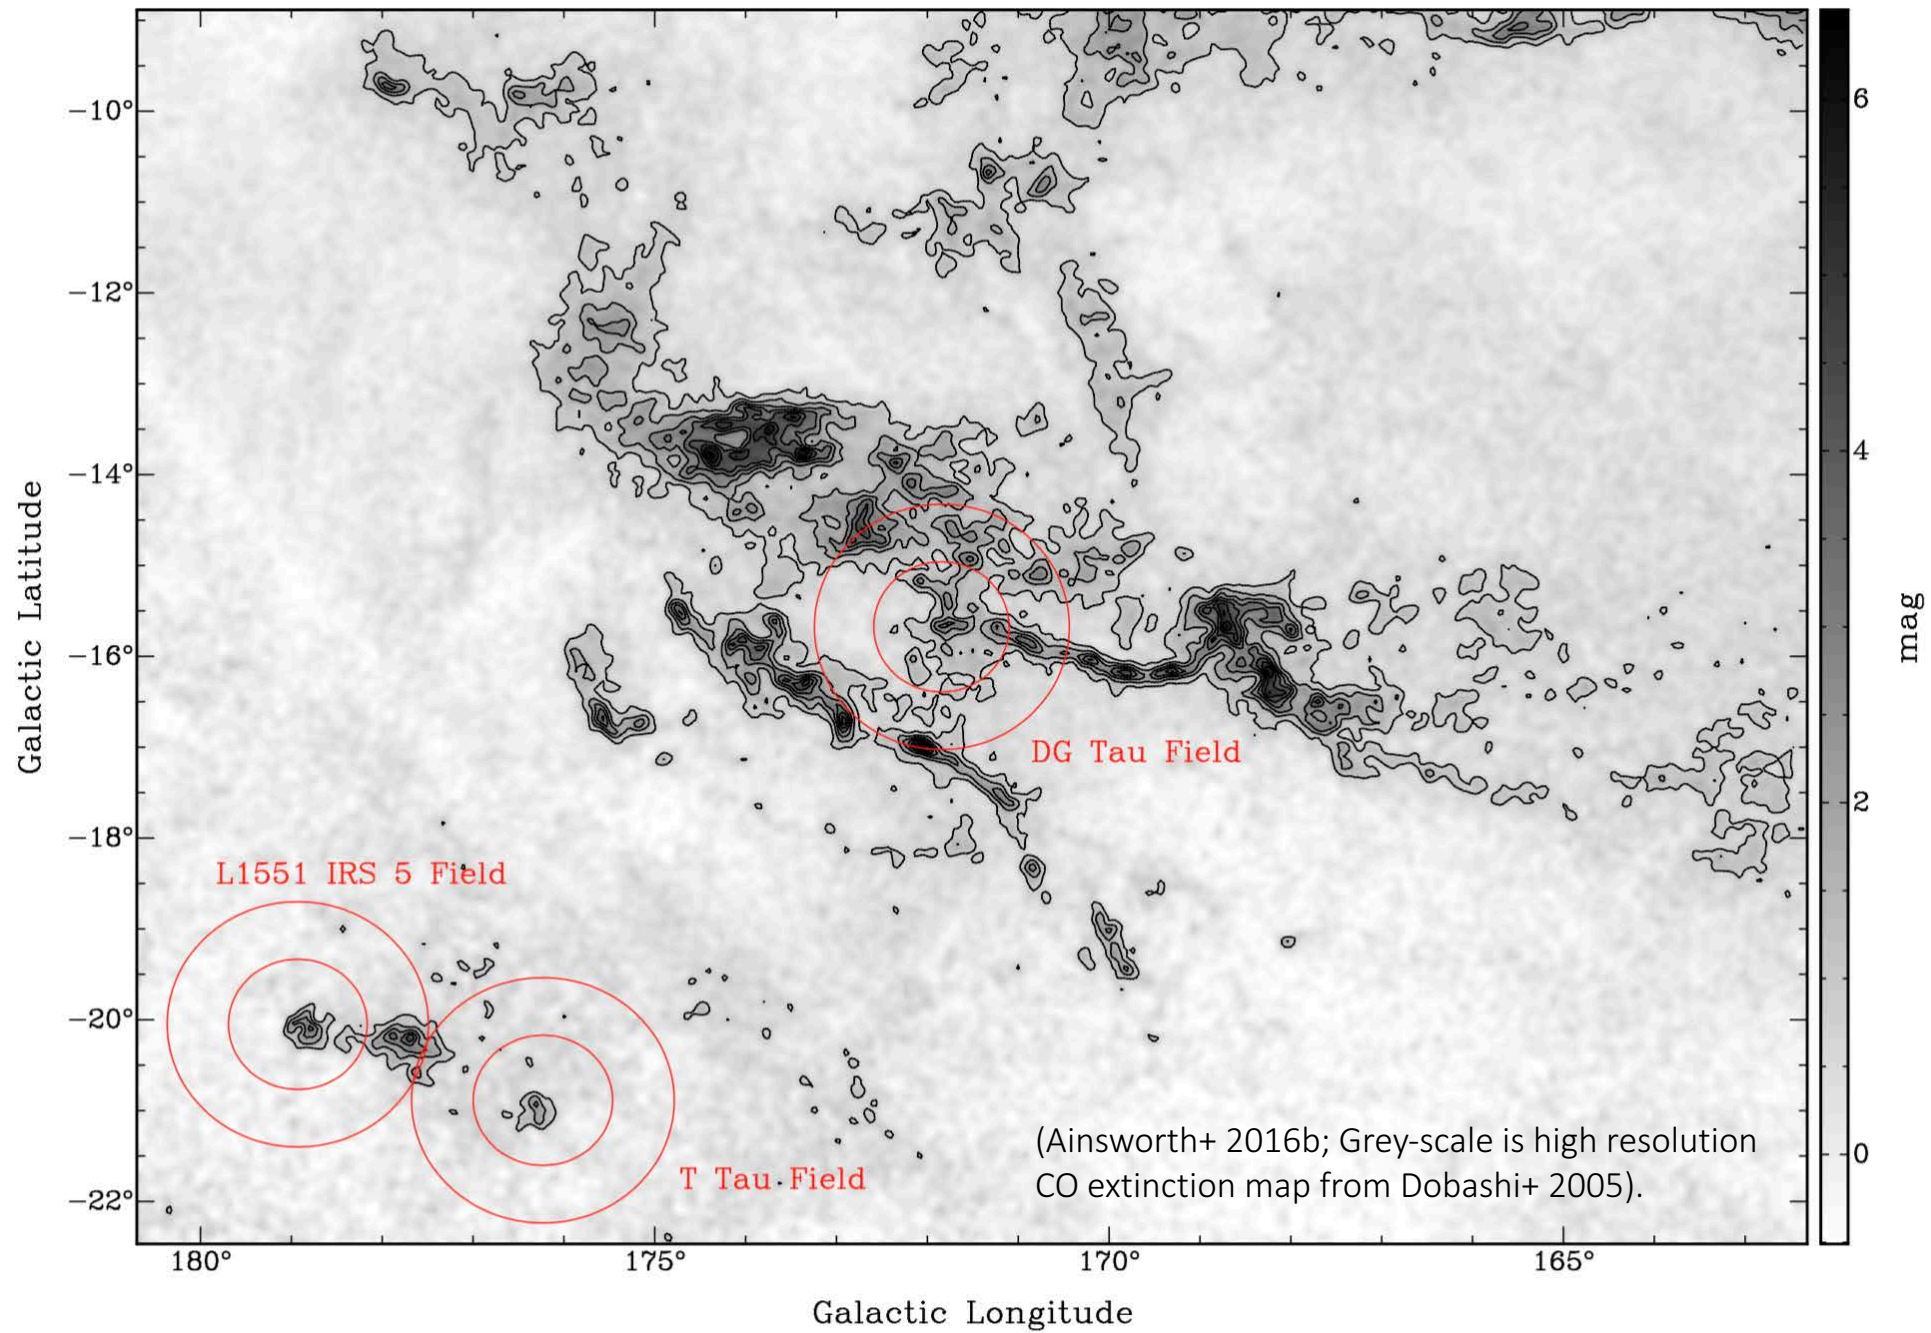 −10°
−12°
−14°
−16°
−18°
−20°
−22°
Galactic Latitude
180°
175°
170°
165°
Galactic Longitude
6
4
2
0
mag
DG Tau Field
L1551 IRS 5 Field
T Tau Field
(Ainsworth+ 2016b; Grey-scale is high resolution
CO extinction map from Dobashi+ 2005).